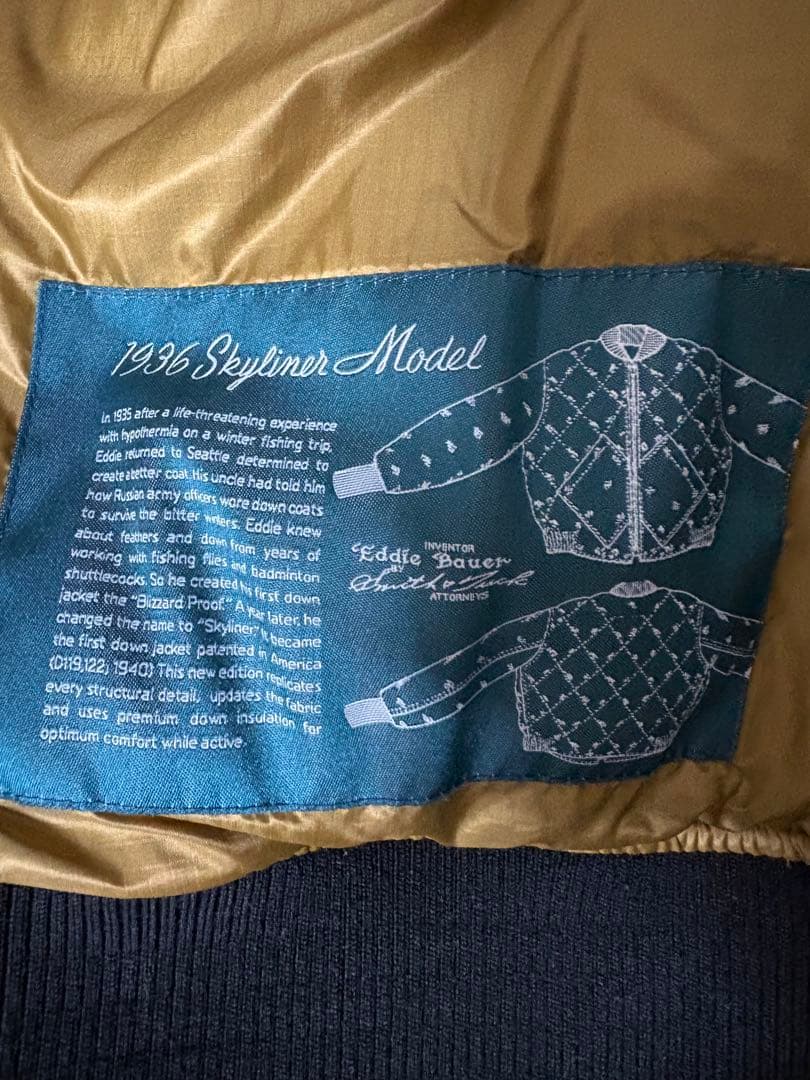 1936 Skyliner Model
In 1935 after a life-threatening experience
with hypothermia on a winter fishing trip,
Eddie returned to Seattle determined to
create a better coat. His uncle had told him
how Russian army officers wore down coats
to survive the bitter winters. Eddie knew
about feathers and down from years of
working with fishing flies and badminton
shuttlecocks. So he created his first down
jacket the "Blizzard Proof." A year later, he
changed the name to "Skyliner" It became
the first down jacket patented in America
(D119,122; 1940) This new edition replicates
every structural detail, updates the fabric
and uses premium down insulation for
optimum comfort while active.
INVENTOR
Eddie Bauer
BY
Smith & Tuck
ATTORNEYS